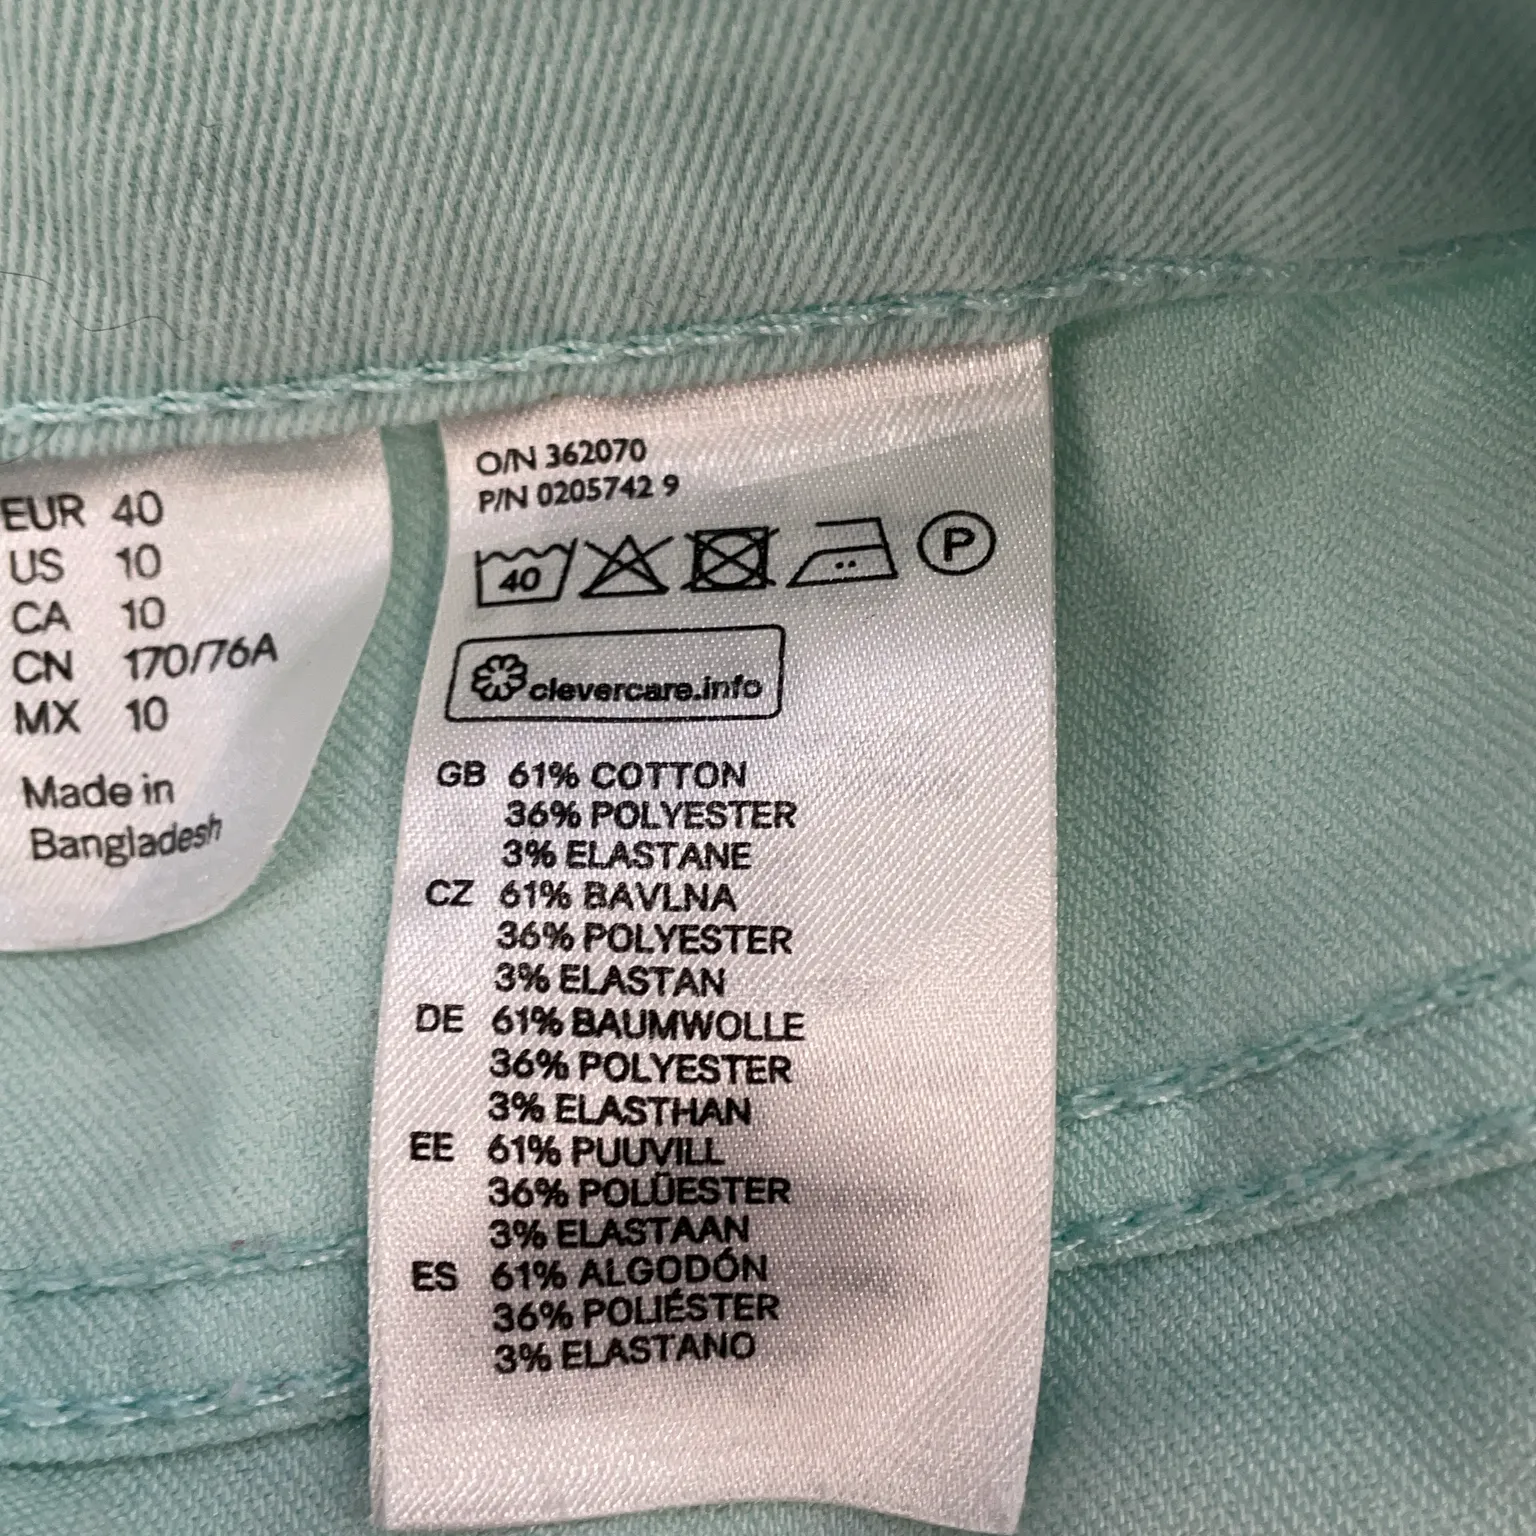 EUR 40
US 10
CA 10
CN 170/76A
MX 10
Made in
Bangladesh
O/N 362070
P/N 0205742 9
40
P
clevercare.info
GB 61% COTTON
36% POLYESTER
3% ELASTANE
CZ 61% BAVLNA
36% POLYESTER
3% ELASTAN
DE 61% BAUMWOLLE
36% POLYESTER
3% ELASTHAN
EE 61% PUUVILL
36% POLÜESTER
3% ELASTAAN
ES 61% ALGODÓN
36% POLIÉSTER
3% ELASTANO